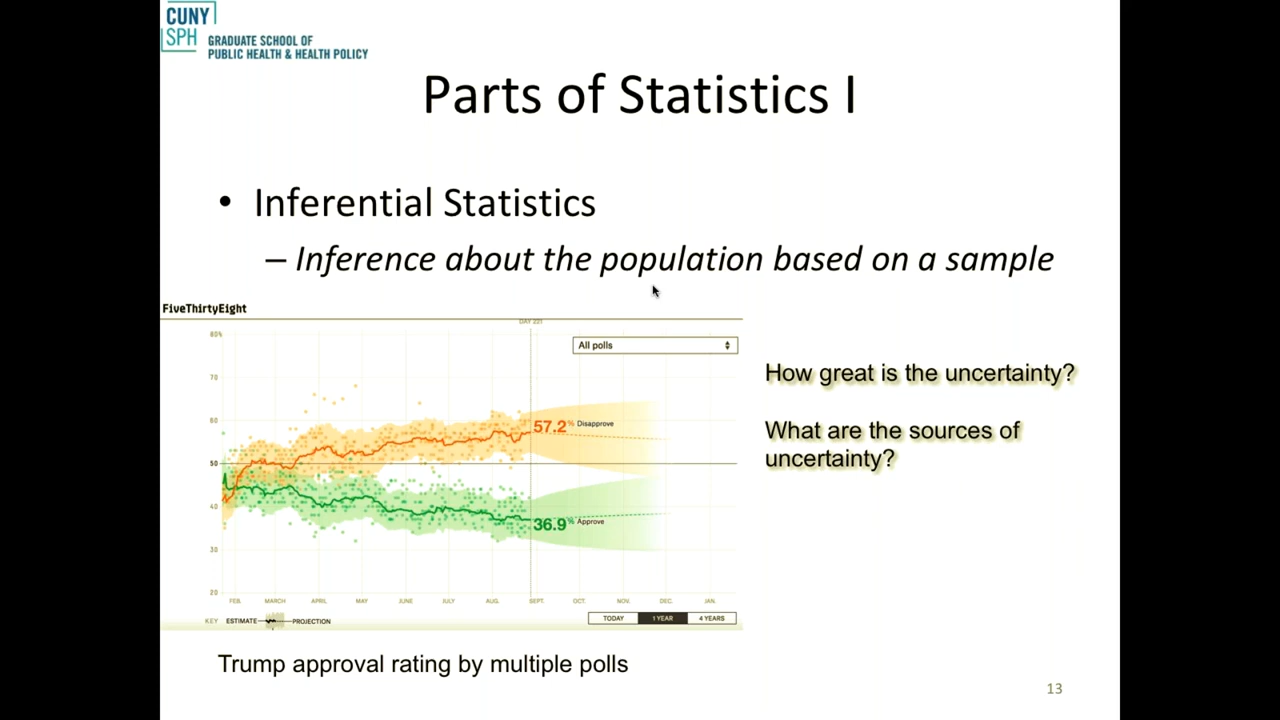 CUNY
SPH
GRADUATE SCHOOL OF
PUBLIC HEALTH & HEALTH POLICY
Parts of Statistics I
• Inferential Statistics
– Inference about the population based on a sample
FiveThirtyEight
DAY 221
80%
All polls
70
60
57.2% Disapprove
50
40
36.9% Approve
30
20
FEB. MARCH APRIL MAY JUNE JULY AUG. SEPT. OCT. NOV. DEC. JAN.
KEY ESTIMATE PROJECTION
TODAY 1 YEAR 4 YEARS
How great is the uncertainty?
What are the sources of
uncertainty?
Trump approval rating by multiple polls
13